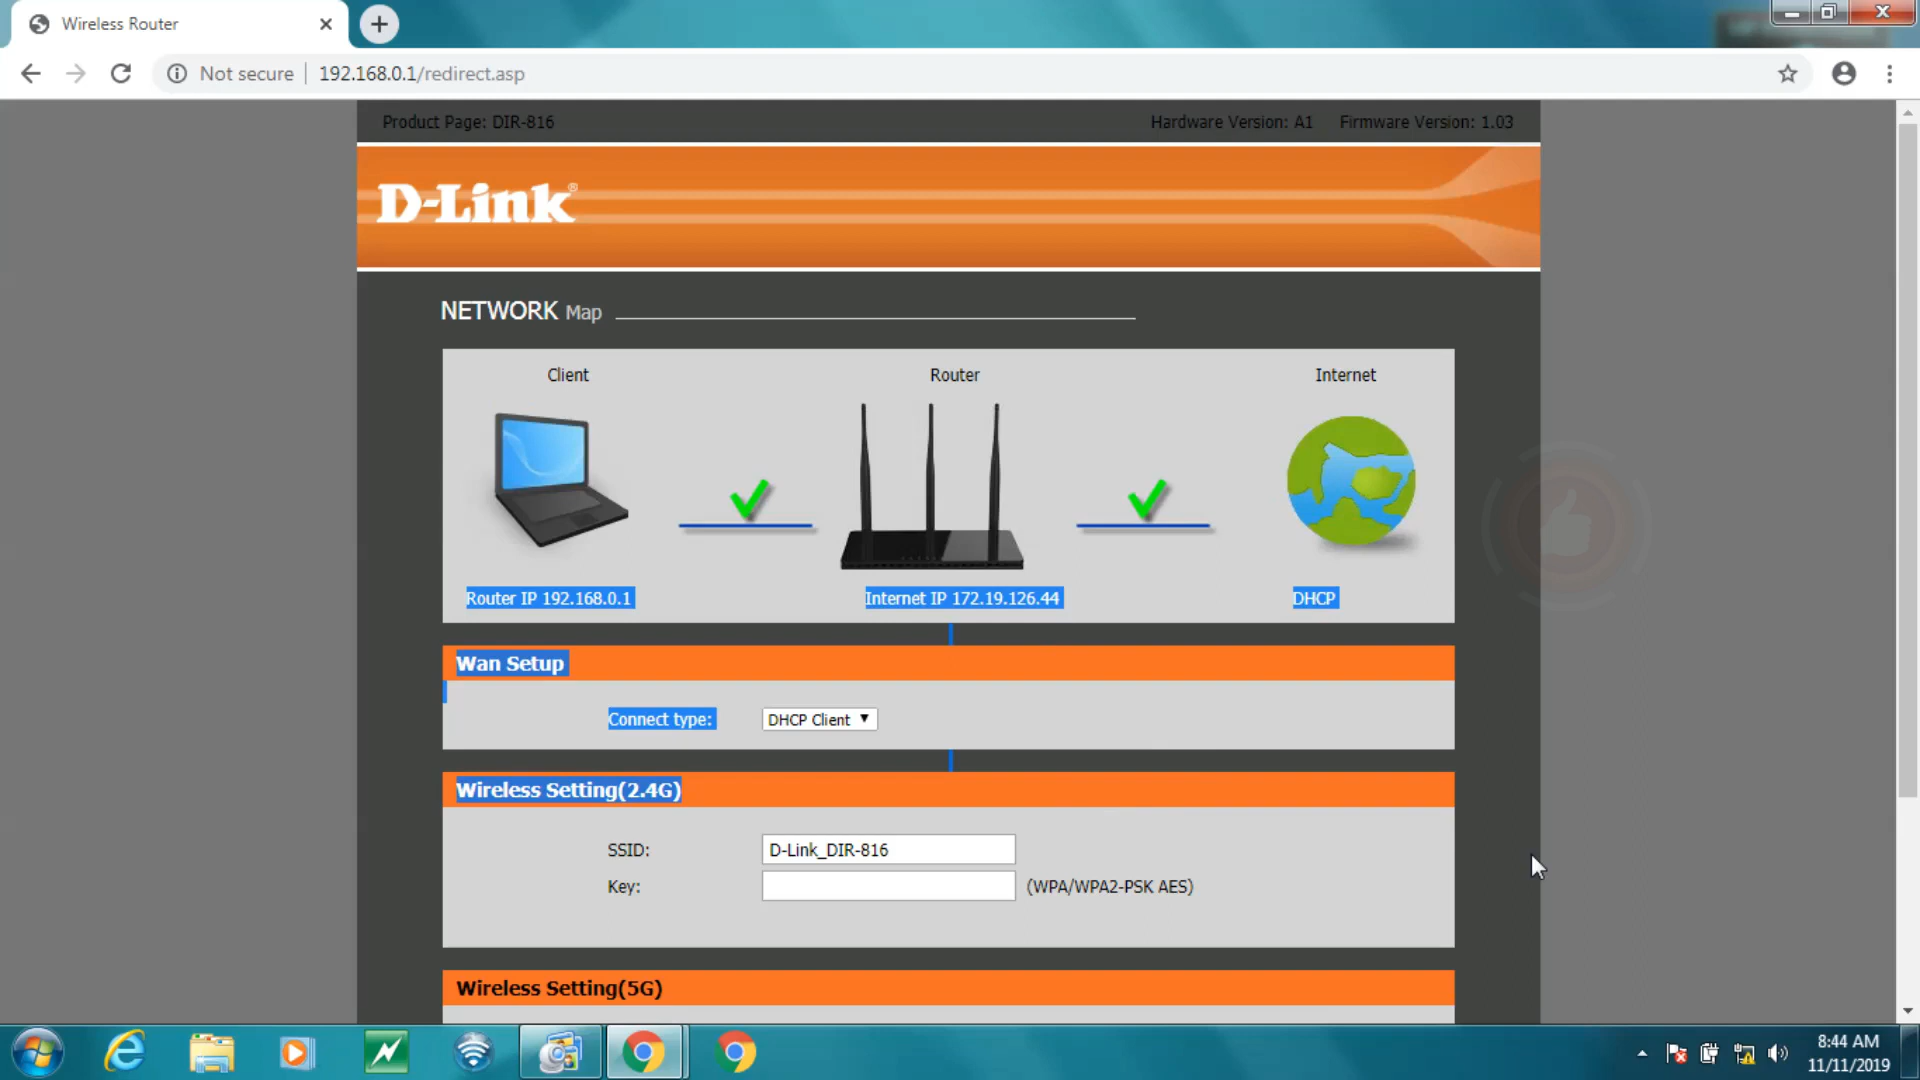 Wireless Router
Not secure 192.168.0.1/redirect.asp
Product Page: DIR-816 Hardware Version: A1 Firmware Version: 1.03
D-Link®
NETWORK Map
Client Router Internet
Router IP 192.168.0.1 Internet IP 172.19.126.44 DHCP
Wan Setup
Connect type: DHCP Client
Wireless Setting(2.4G)
SSID: D-Link_DIR-816
Key: (WPA/WPA2-PSK AES)
Wireless Setting(5G)
8:44 AM
11/11/2019